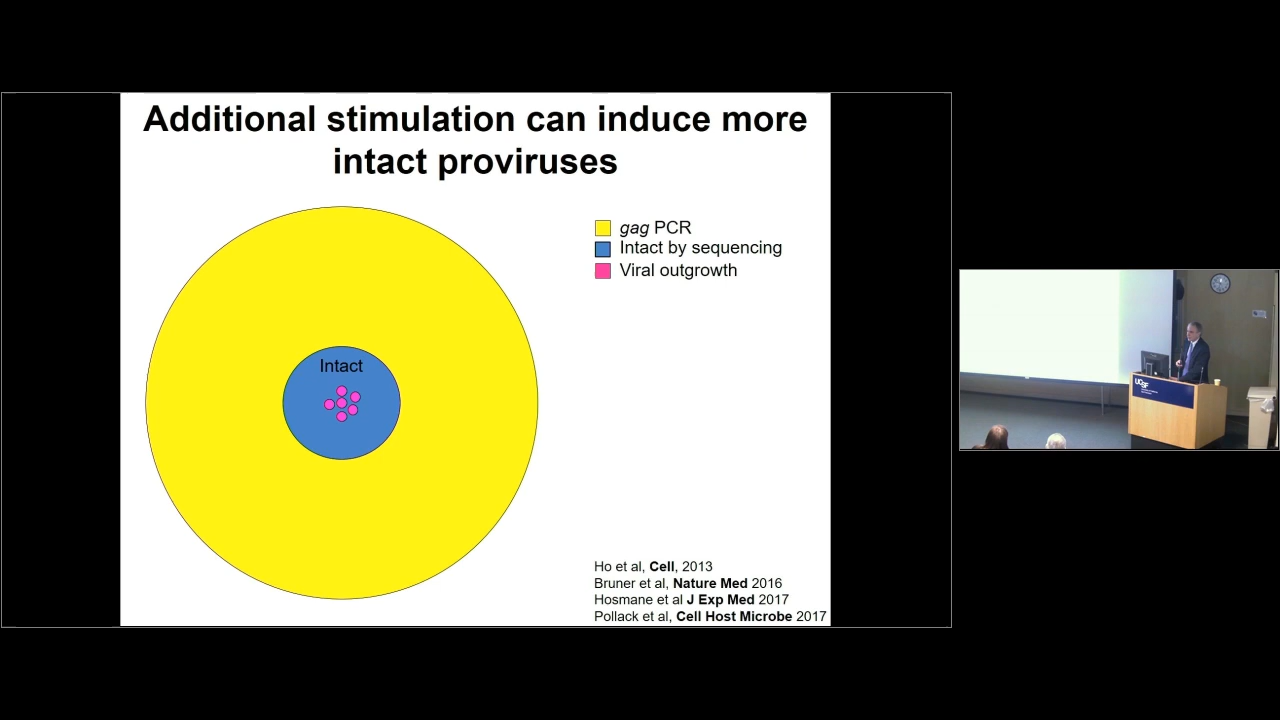 Additional stimulation can induce more
intact proviruses
gag PCR
Intact by sequencing
Viral outgrowth
Intact
Ho et al, Cell, 2013
Bruner et al, Nature Med 2016
Hosmane et al J Exp Med 2017
Pollack et al, Cell Host Microbe 2017
UCSF